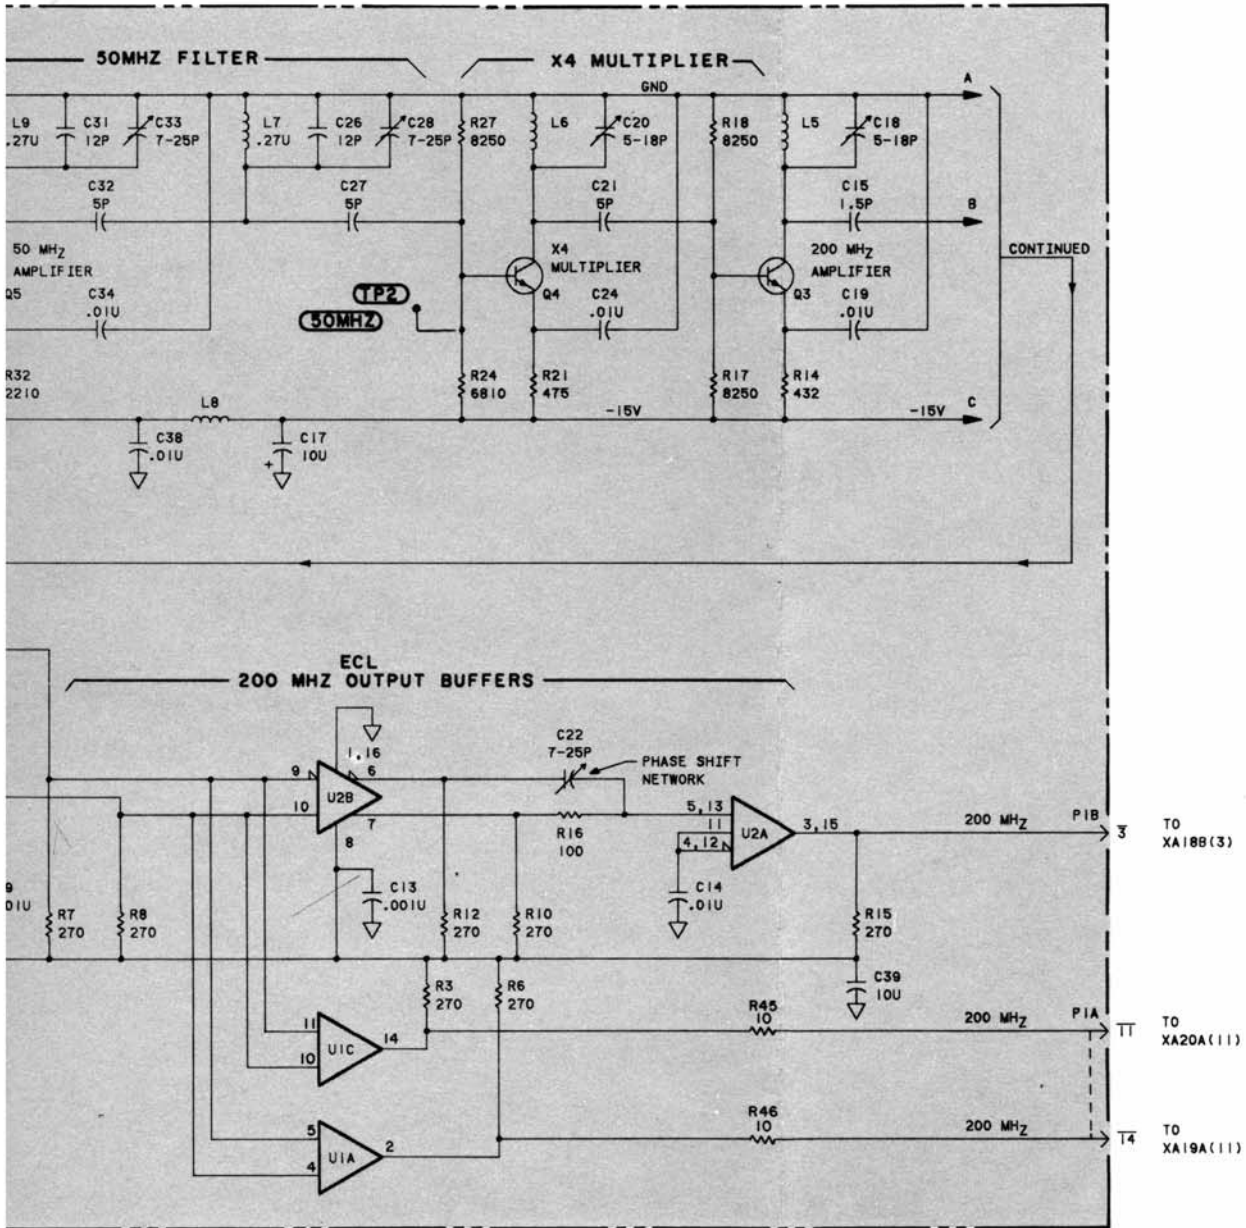 50MHZ FILTER
X4 MULTIPLIER
GND
A
L9
.27U
C31
12P
C33
7-25P
L7
.27U
C26
12P
C28
7-25P
R27
8250
L6
C20
5-18P
R18
8250
L5
C18
5-18P
C32
5P
C27
5P
C21
5P
C15
1.5P
B
50 MHZ
AMPLIFIER
Q5
X4
MULTIPLIER
Q4
200 MHZ
AMPLIFIER
Q3
CONTINUED
C34
.01U
TP2
50MHZ
C24
.01U
C19
.01U
R32
2210
L8
R24
6810
R21
475
-15V
R17
8250
R14
432
-15V
C
C38
.01U
+
C17
10U
ECL
200 MHZ OUTPUT BUFFERS
C22
7-25P
PHASE SHIFT
NETWORK
1,16
9
6
U2B
10
7
8
R16
100
5,13
11
4,12
U2A
3,15
200 MHZ
P1B
3
TO
XA18B(3)
9
01U
R7
270
R8
270
C13
.001U
R12
270
R10
270
C14
.01U
R15
270
R3
270
R6
270
C39
10U
11
U1C
14
10
R45
10
200 MHZ
P1A
11
TO
XA20A(11)
5
U1A
2
4
R46
10
200 MHZ
14
TO
XA19A(11)